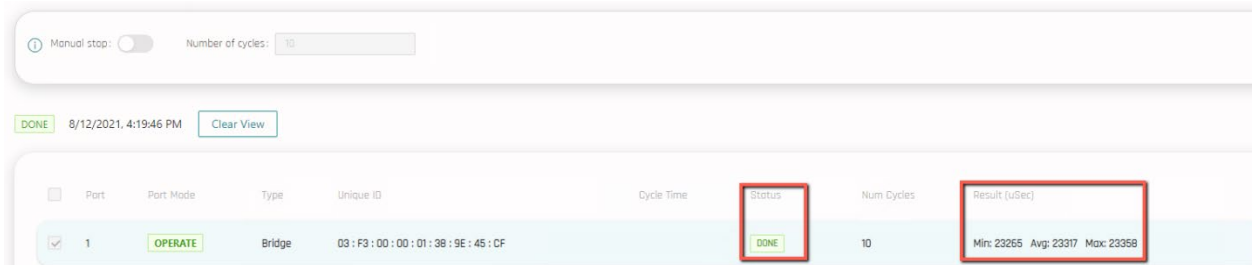 Manual stop: Number of cycles: 10
DONE 8/12/2021, 4:19:46 PM Clear View
Port Port Mode Type Unique ID Cycle Time Status Num Cycles Result (uSec)
1 OPERATE Bridge 03 : F3 : 00 : 00 : 01 : 38 : 9E : 45 : CF DONE 10 Min: 23265 Avg: 23317 Max: 23358